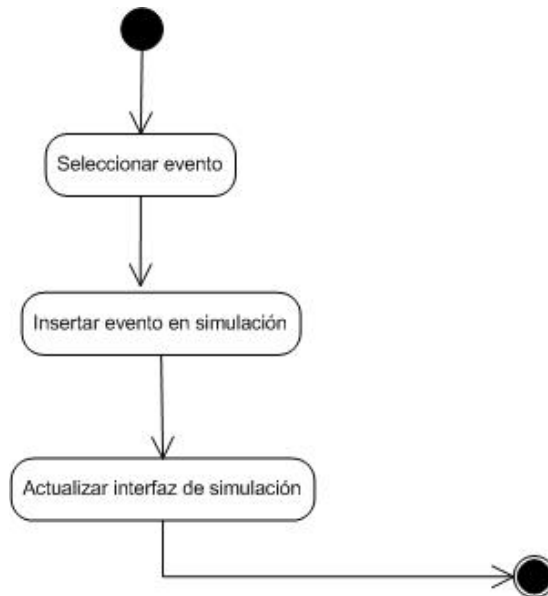 Seleccionar evento
Insertar evento en simulación
Actualizar interfaz de simulación